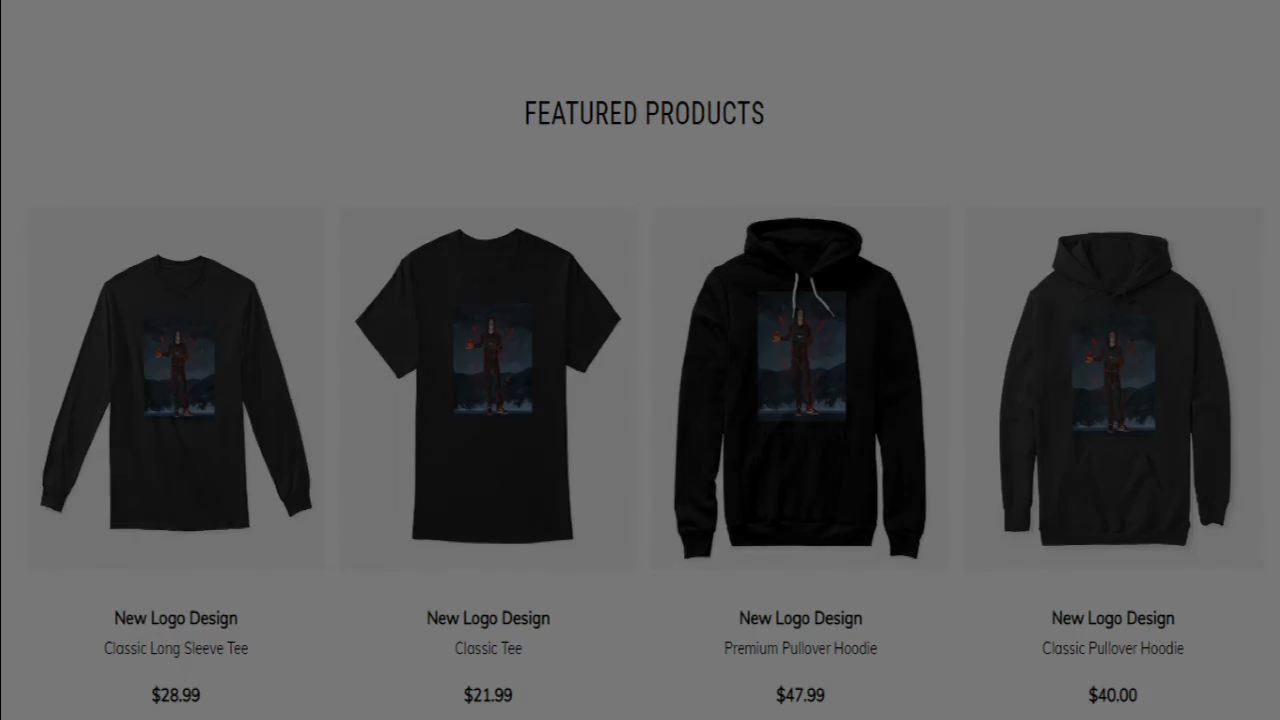 FEATURED PRODUCTS
New Logo Design
Classic Long Sleeve Tee
$28.99
New Logo Design
Classic Tee
$21.99
New Logo Design
Premium Pullover Hoodie
$47.99
New Logo Design
Classic Pullover Hoodie
$40.00